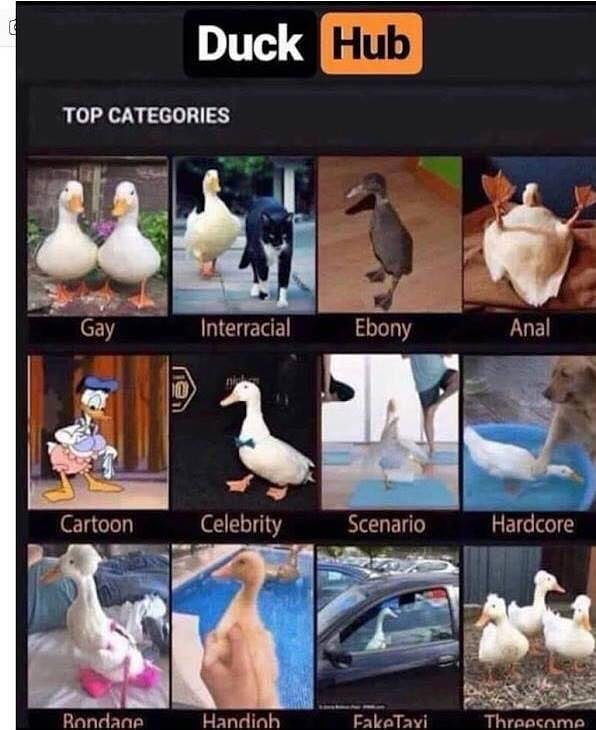 Duck Hub
TOP CATEGORIES
Gay Interracial Ebony Anal
Cartoon Celebrity Scenario Hardcore
Bondage Handjob FakeTaxi Threesome